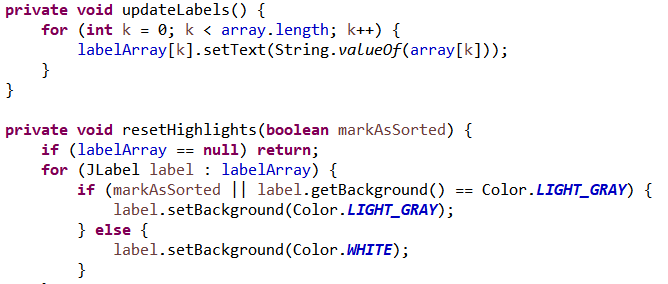 private void updateLabels() {
    for (int k = 0; k < array.length; k++) {
        labelArray[k].setText(String.valueOf(array[k]));
    }
}

private void resetHighlights(boolean markAsSorted) {
    if (labelArray == null) return;
    for (JLabel label : labelArray) {
        if (markAsSorted || label.getBackground() == Color.LIGHT_GRAY) {
            label.setBackground(Color.LIGHT_GRAY);
        } else {
            label.setBackground(Color.WHITE);
        }